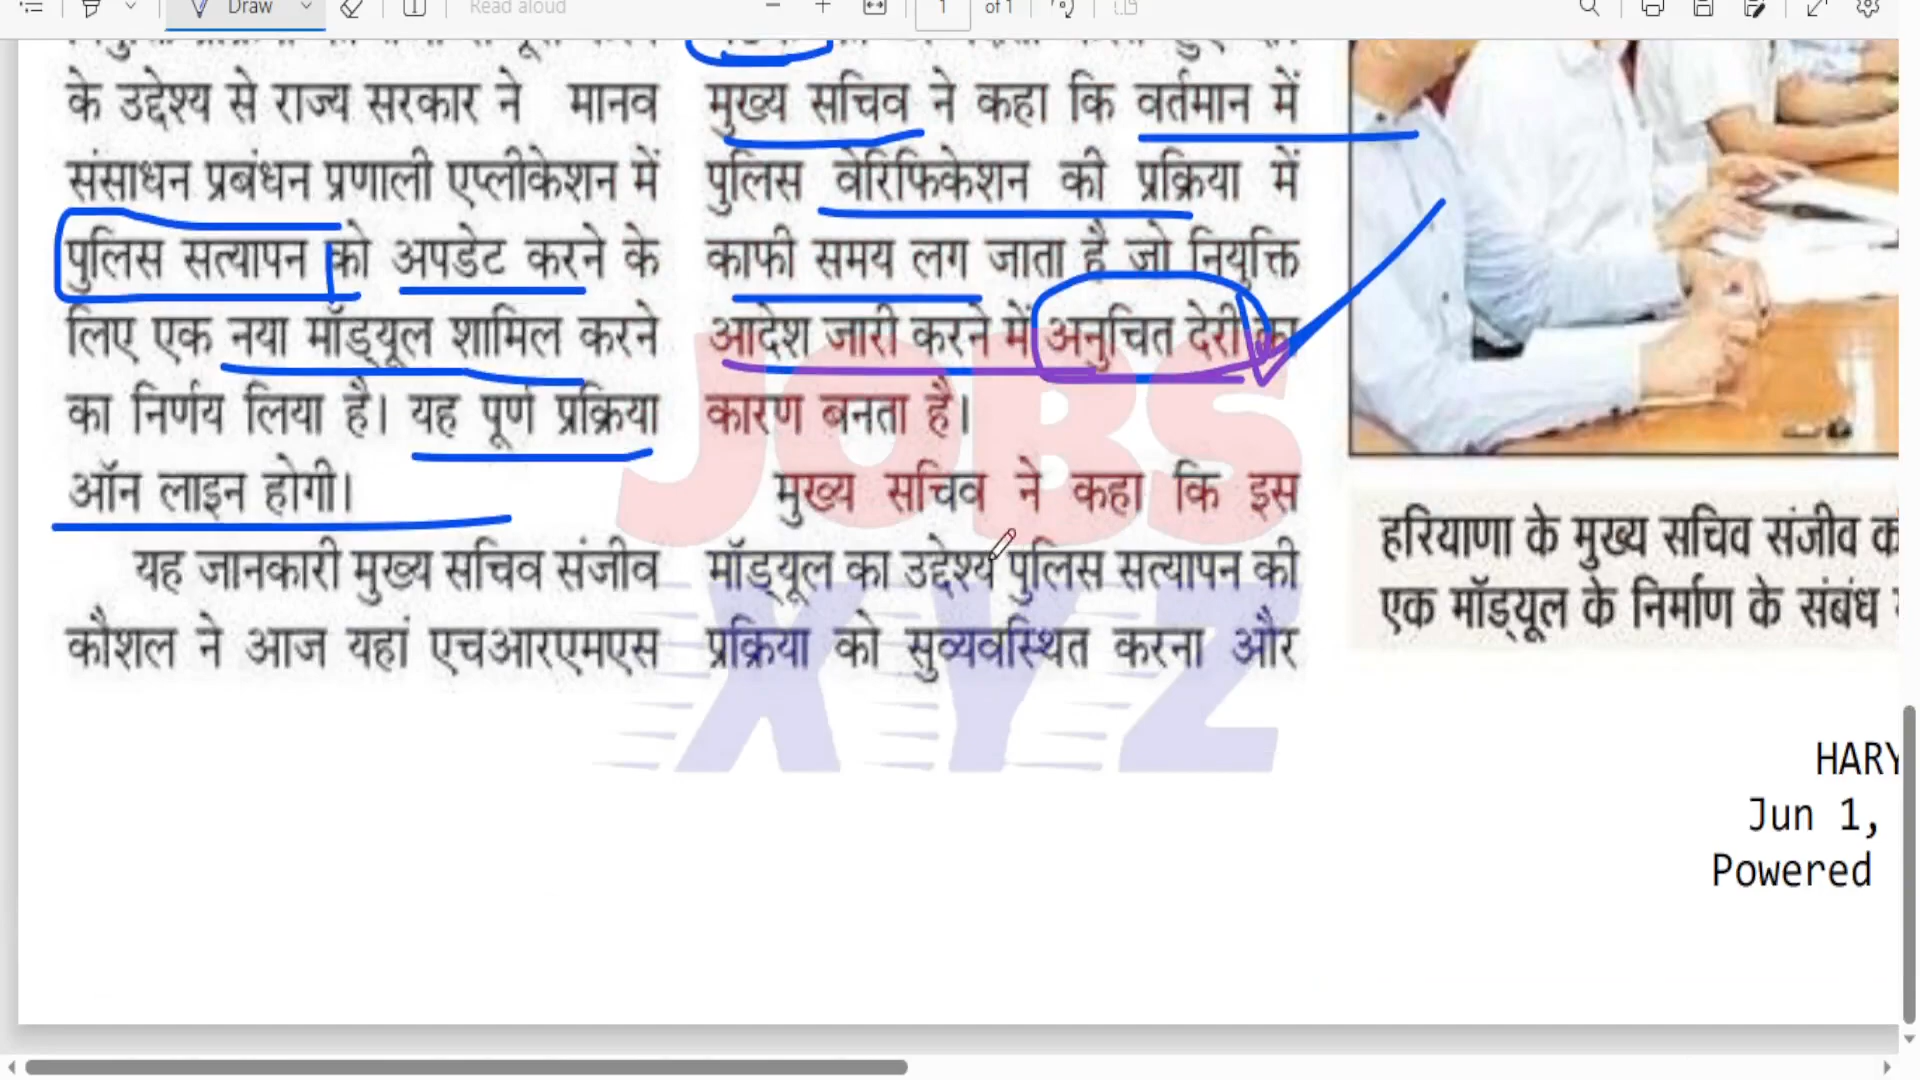 Draw
Read aloud
1 of 1
के उद्देश्य से राज्य सरकार ने मानव
संसाधन प्रबंधन प्रणाली एप्लीकेशन में
पुलिस सत्यापन को अपडेट करने के
लिए एक नया मॉड्यूल शामिल करने
का निर्णय लिया है। यह पूर्ण प्रक्रिया
ऑन लाइन होगी।
यह जानकारी मुख्य सचिव संजीव
कौशल ने आज यहां एचआरएमएस
मुख्य सचिव ने कहा कि वर्तमान में
पुलिस वेरिफिकेशन की प्रक्रिया में
काफी समय लग जाता है जो नियुक्ति
आदेश जारी करने में अनुचित देरी का
कारण बनता है।
मुख्य सचिव ने कहा कि इस
मॉड्यूल का उद्देश्य पुलिस सत्यापन की
प्रक्रिया को सुव्यवस्थित करना और
JOBS
XYZ
हरियाणा के मुख्य सचिव संजीव
एक मॉड्यूल के निर्माण के संबंध
HARY
Jun 1,
Powered